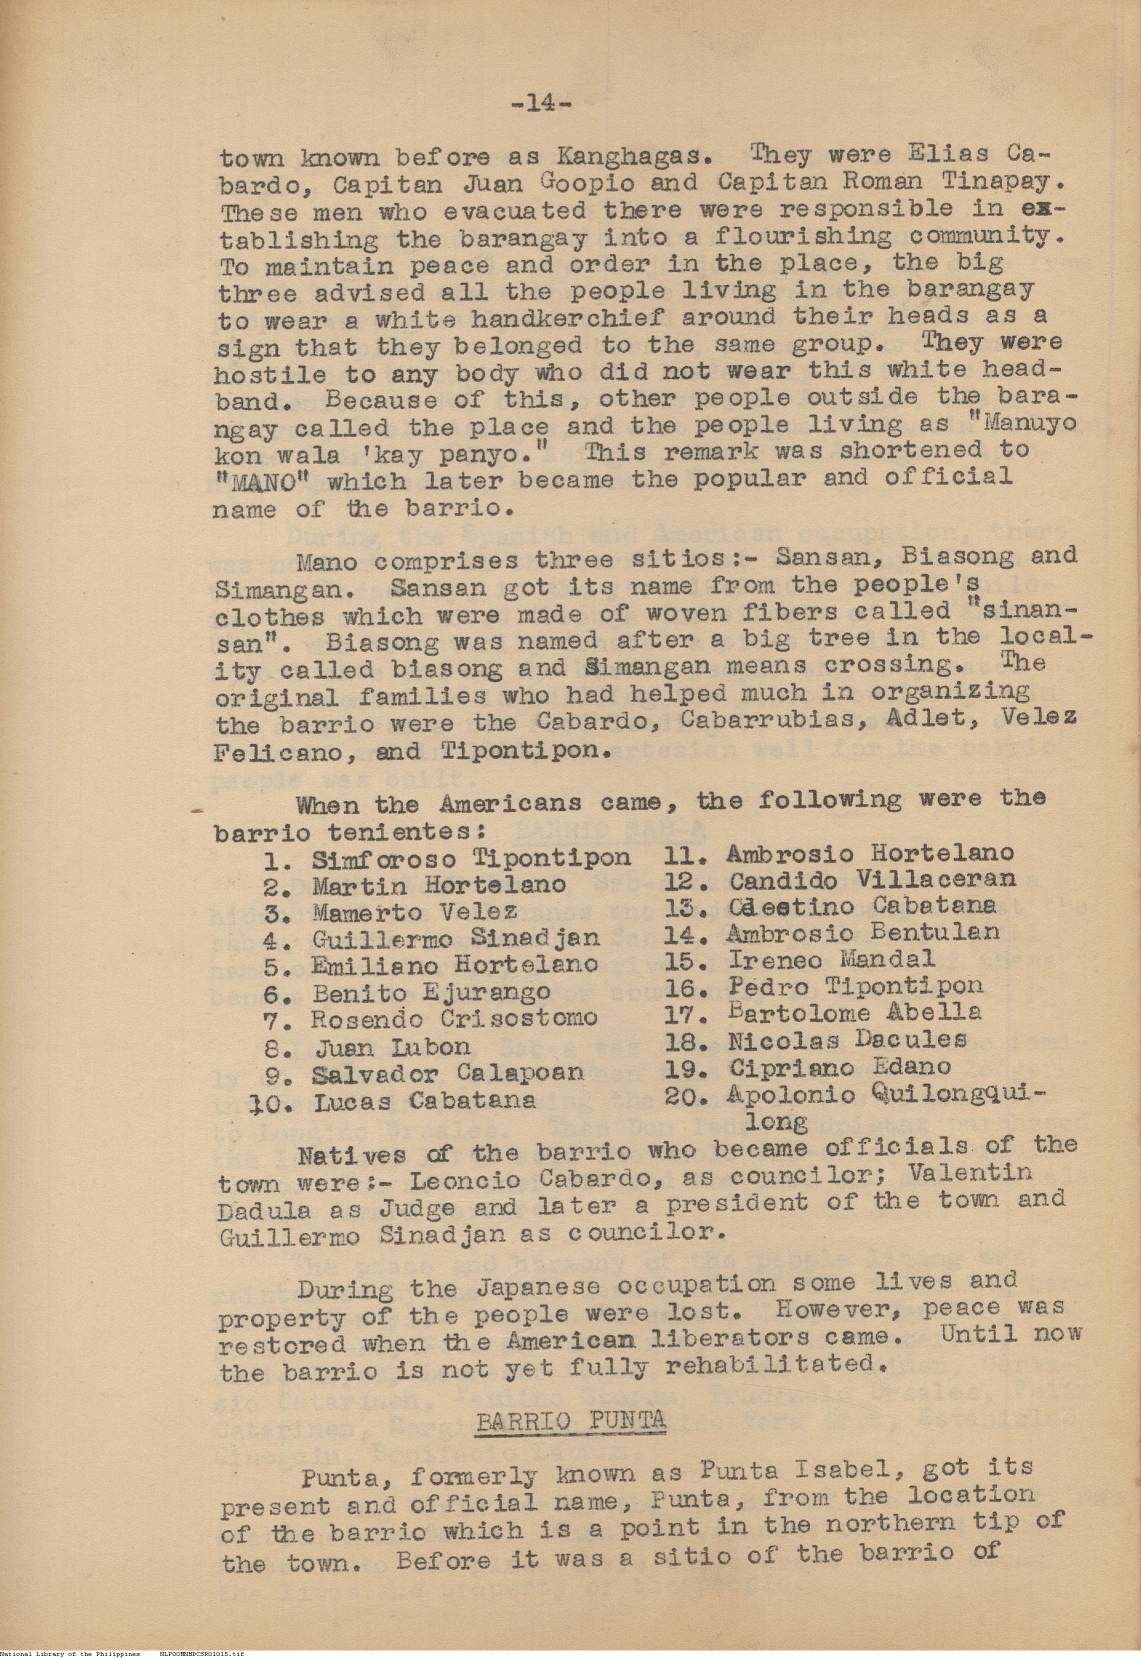 -14-
town known before as Kanghagas. They were Elias Ca-
bardo, Capitan Juan Goopio and Capitan Roman Tinapay.
These men who evacuated there were responsible in ex-
tablishing the barangay into a flourishing community.
To maintain peace and order in the place, the big
three advised all the people living in the barangay
to wear a white handkerchief around their heads as a
sign that they belonged to the same group. They were
hostile to any body who did not wear this white head-
band. Because of this, other people outside the bara-
ngay called the place and the people living as "Manuyo
kon wala 'kay panyo." This remark was shortened to
"MANO" which later became the popular and official
name of the barrio.
Mano comprises three sitios:- Sansan, Biasong and
Simangan. Sansan got its name from the people's
clothes which were made of woven fibers called "sinan-
san". Biasong was named after a big tree in the local-
ity called biasong and Simangan means crossing. The
original families who had helped much in organizing
the barrio were the Cabardo, Cabarrubias, Adlet, Velez
Felicano, and Tipontipon.
When the Americans came, the following were the
barrio tenientes:
1. Simforoso Tipontipon 11. Ambrosio Hortelano
2. Martin Hortelano 12. Candido Villaceran
3. Mamerto Velez 13. Celestino Cabatana
4. Guillermo Sinadjan 14. Ambrosio Bentulan
5. Emiliano Hortelano 15. Ireneo Mandal
6. Benito Ejurango 16. Pedro Tipontipon
7. Rosendo Crisostomo 17. Bartolome Abella
8. Juan Lubon 18. Nicolas Dacules
9. Salvador Calapoan 19. Cipriano Edano
10. Lucas Cabatana 20. Apolonio Quilongqui-
long
Natives of the barrio who became officials of the
town were:- Leoncio Cabardo, as councilor; Valentin
Dadula as Judge and later a president of the town and
Guillermo Sinadjan as councilor.
During the Japanese occupation some lives and
property of the people were lost. However, peace was
restored when the American liberators came. Until now
the barrio is not yet fully rehabilitated.
BARRIO PUNTA
Punta, formerly known as Punta Isabel, got its
present and official name, Punta, from the location
of the barrio which is a point in the northern tip of
the town. Before it was a sitio of the barrio of
National Library of the Philippines NLPOOMNHDCSR01015.tif